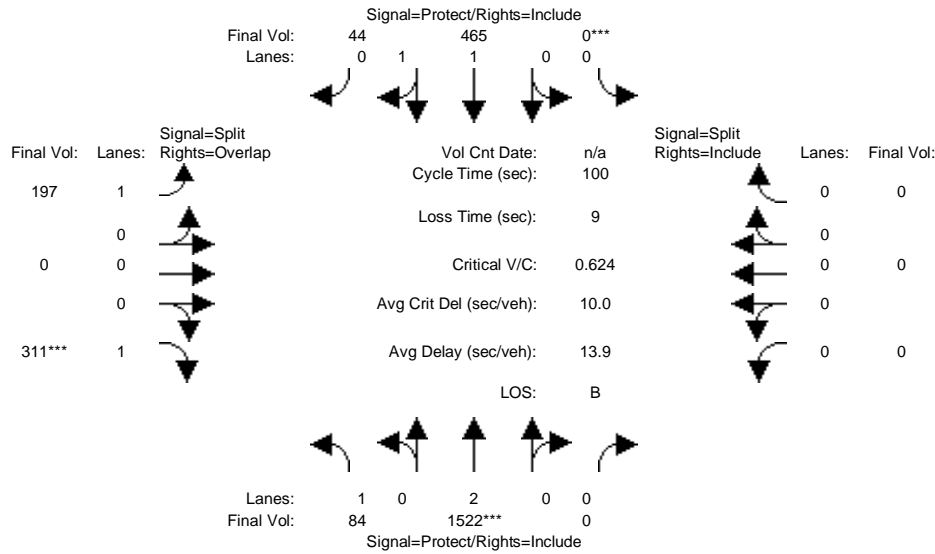 Signal=Protect/Rights=Include
Final Vol: 44 465 0***
Lanes: 0 1 1 0 0
Signal=Split Signal=Split
Final Vol: Lanes: Rights=Overlap Vol Cnt Date: n/a Rights=Include Lanes: Final Vol:
Cycle Time (sec): 100
197 1 0 0
Loss Time (sec): 9
0 0
0 0 Critical V/C: 0.624 0 0
0 Avg Crit Del (sec/veh): 10.0 0
311*** 1 Avg Delay (sec/veh): 13.9 0 0
LOS: B
Lanes: 1 0 2 0 0
Final Vol: 84 1522*** 0
Signal=Protect/Rights=Include